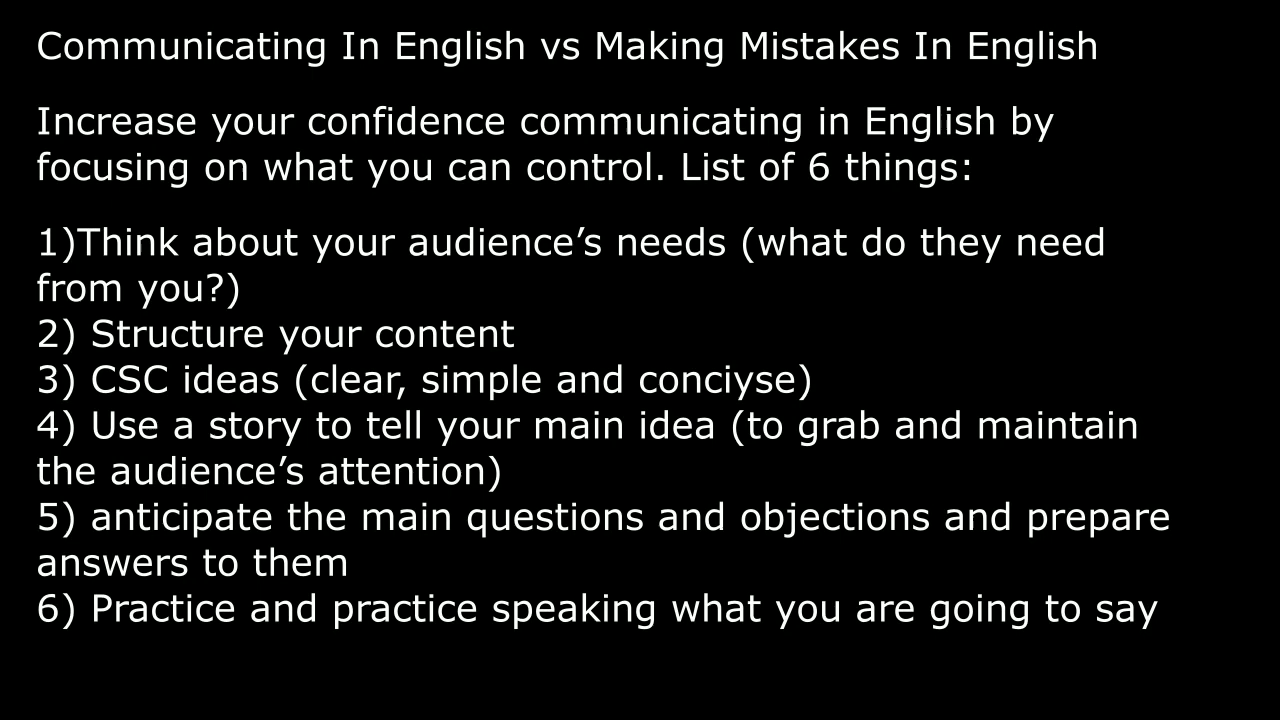 Communicating In English vs Making Mistakes In English
Increase your confidence communicating in English by
focusing on what you can control. List of 6 things:
1)Think about your audience’s needs (what do they need
from you?)
2) Structure your content
3) CSC ideas (clear, simple and conciyse)
4) Use a story to tell your main idea (to grab and maintain
the audience’s attention)
5) anticipate the main questions and objections and prepare
answers to them
6) Practice and practice speaking what you are going to say